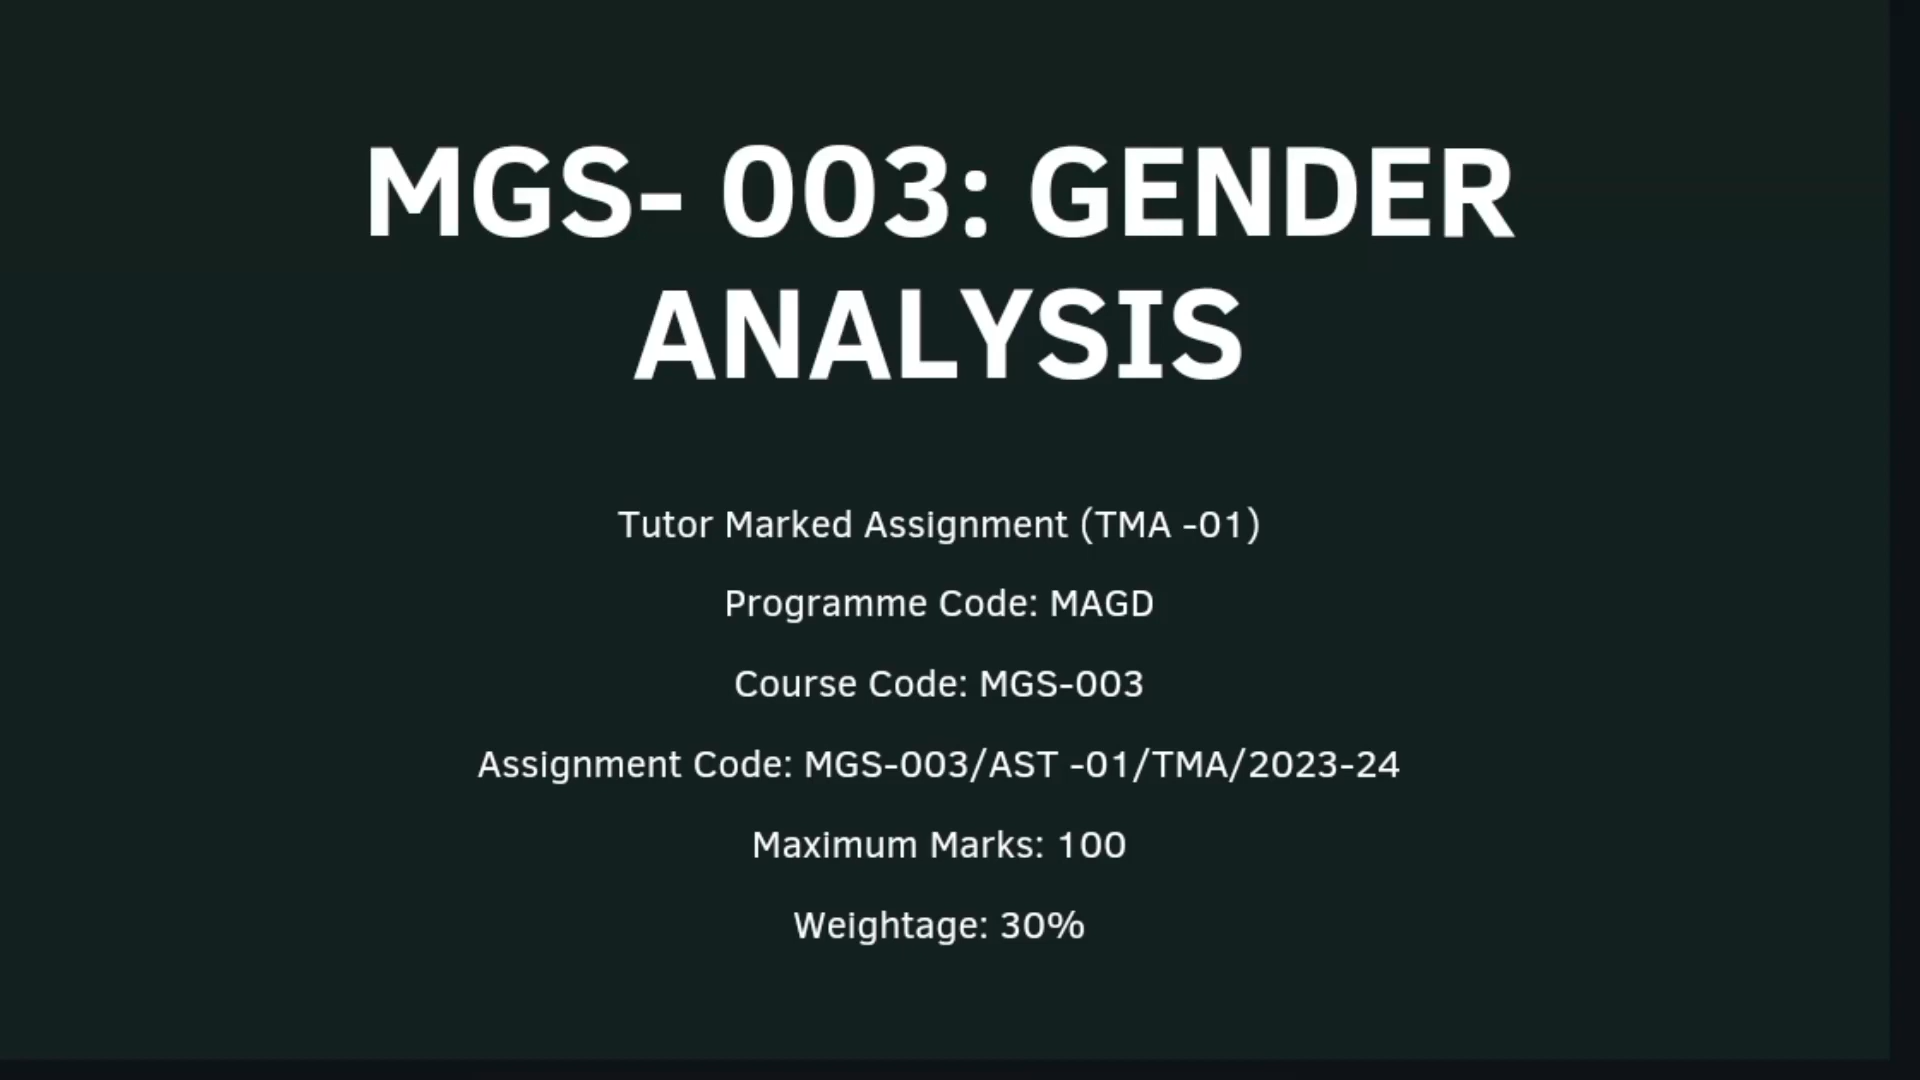 MGS- 003: GENDER
ANALYSIS
Tutor Marked Assignment (TMA -01)
Programme Code: MAGD
Course Code: MGS-003
Assignment Code: MGS-003/AST -01/TMA/2023-24
Maximum Marks: 100
Weightage: 30%